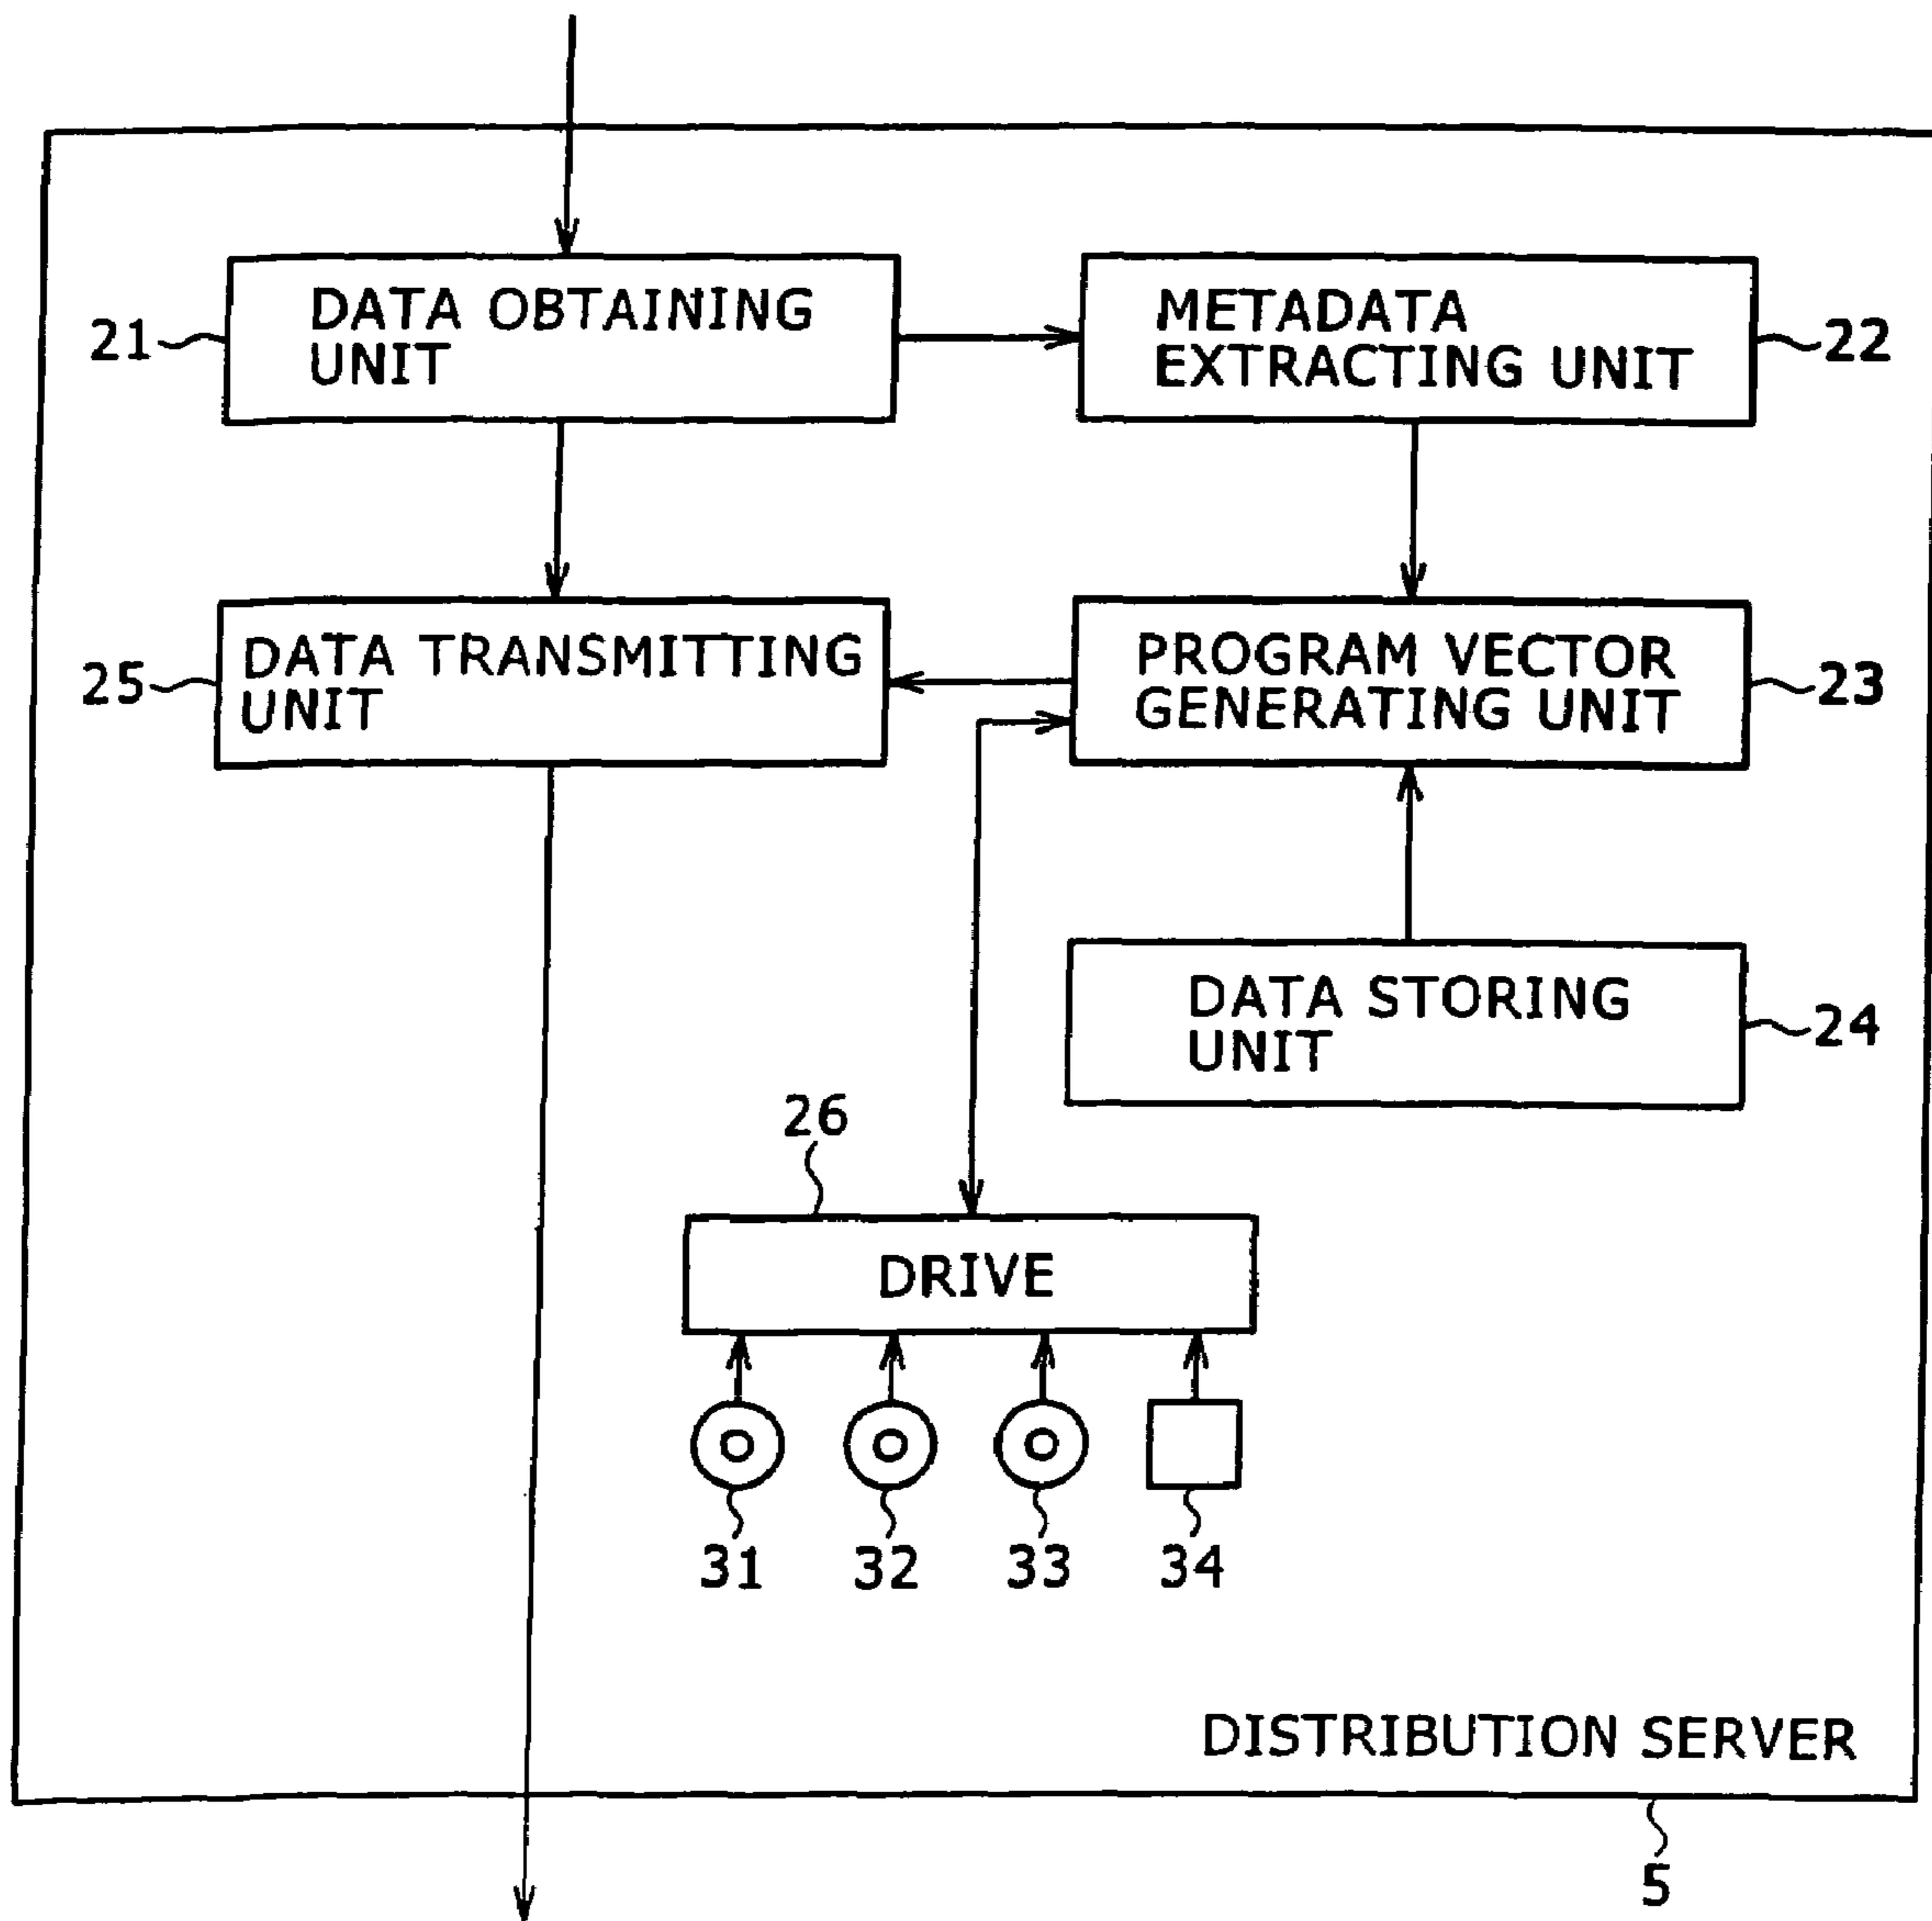 DATA OBTAINING
UNIT
21
METADATA
EXTRACTING UNIT
22
DATA TRANSMITTING
UNIT
25
PROGRAM VECTOR
GENERATING UNIT
23
DATA STORING
UNIT
24
26
DRIVE
31
32
33
34
DISTRIBUTION SERVER
5